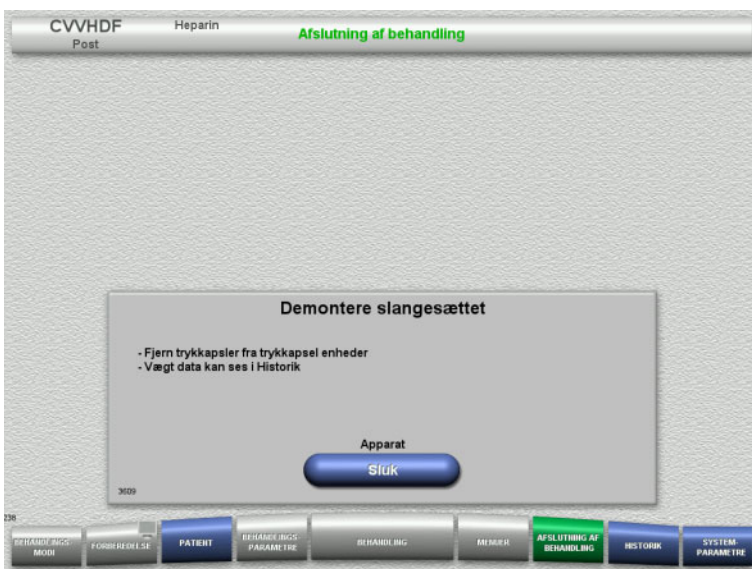 CVVHDF Heparin Afslutning af behandling
Post
Demontere slangesættet
- Fjern trykkapsler fra trykkapsel enheder
- Vægt data kan ses i Historik
Apparat
Sluk
3609
238
BEHANDLINGS- MODI
FORBEREDELSE
PATIENT
BEHANDLINGS- PARAMETRE
BEHANDLING
MENUER
AFSLUTNING AF BEHANDLING
HISTORIK
SYSTEM- PARAMETRE